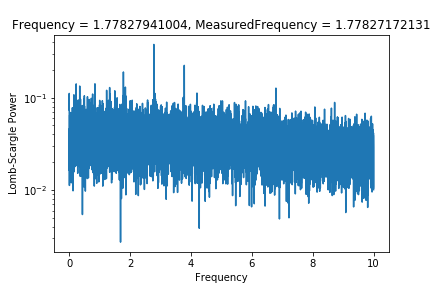 Frequency = 1.77827941004, MeasuredFrequency = 1.77827172131
Lomb-Scargle Power
10⁻¹
10⁻²
0 2 4 6 8 10
Frequency